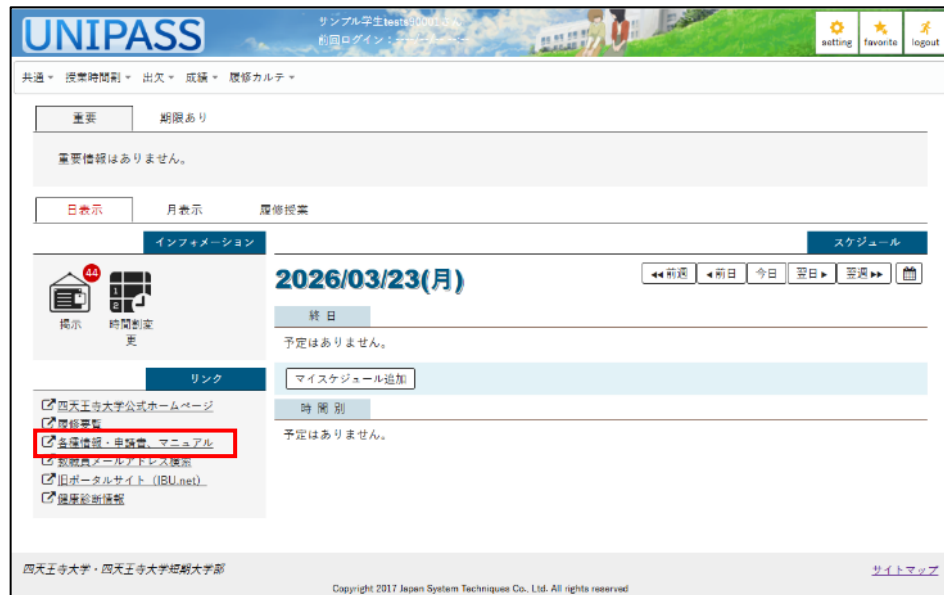 UNIPASS
サンプル学生
前回ログイン：
setting favorite logout
共通 授業時間割 出欠 成績 履修カルテ
重要 期限あり
重要情報はありません。
日表示 月表示 履修授業
インフォメーション
44
掲示 時間割変更
リンク
四天王寺大学公式ホームページ
履修要覧
各種情報・申請書、マニュアル
教職員メールアドレス検索
旧ポータルサイト（IBU.net）
健康診断情報
スケジュール
2026/03/23(月)
前週 前日 今日 翌日 翌週
終日
予定はありません。
マイスケジュール追加
時間別
予定はありません。
四天王寺大学・四天王寺大学短期大学部
サイトマップ
Copyright 2017 Japan System Techniques Co., Ltd. All rights reserved